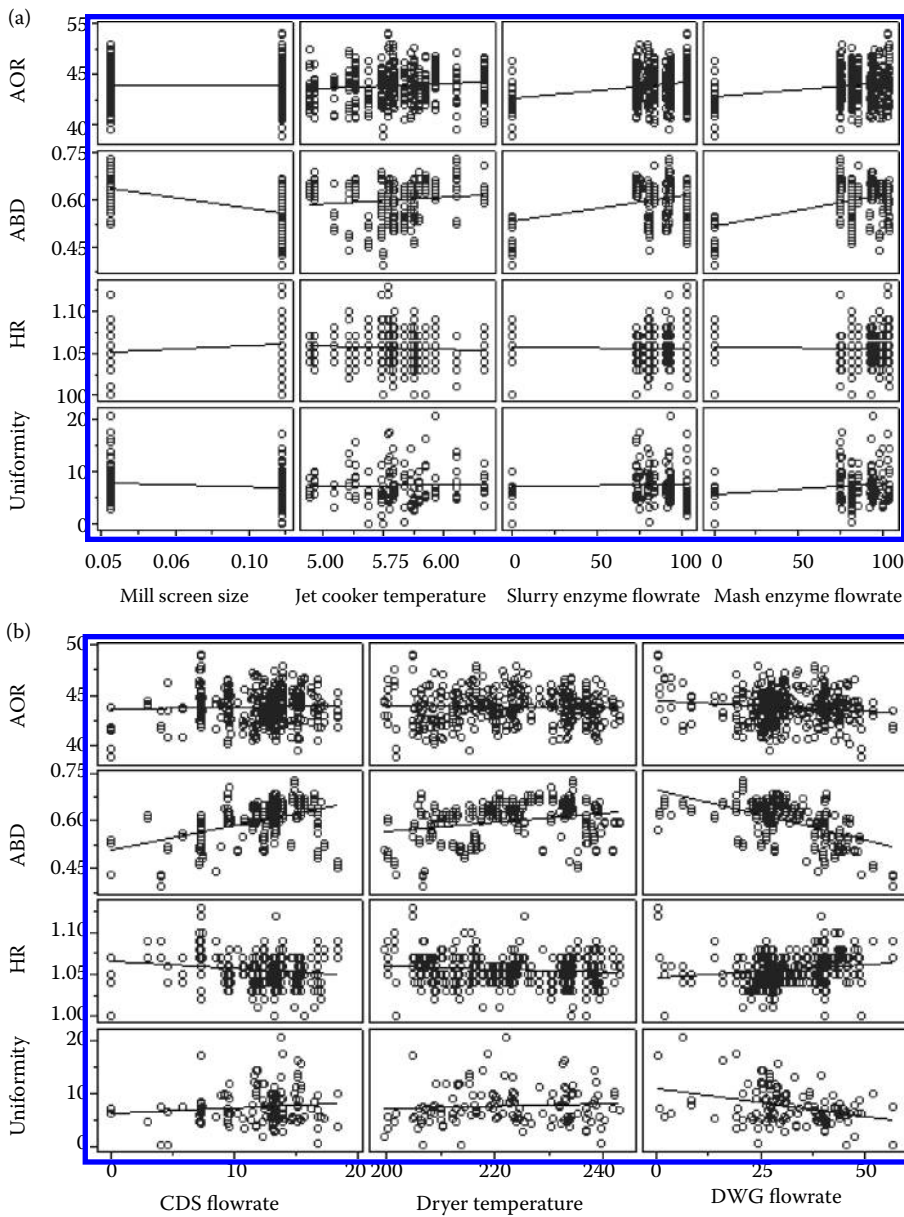 (a)
AOR
55
45
40
ABD
0.75
0.60
0.45
HR
1.10
1.05
100
Uniformity
20
10
0
0.05 0.06 0.10 5.00 5.75 6.00 0 50 100 0 50 100
Mill screen size Jet cooker temperature Slurry enzyme flowrate Mash enzyme flowrate
(b)
AOR
50
45
40
ABD
0.75
0.60
0.45
HR
1.10
1.05
1.00
Uniformity
20
10
0
0 10 20 200 220 240 0 25 50
CDS flowrate Dryer temperature DWG flowrate